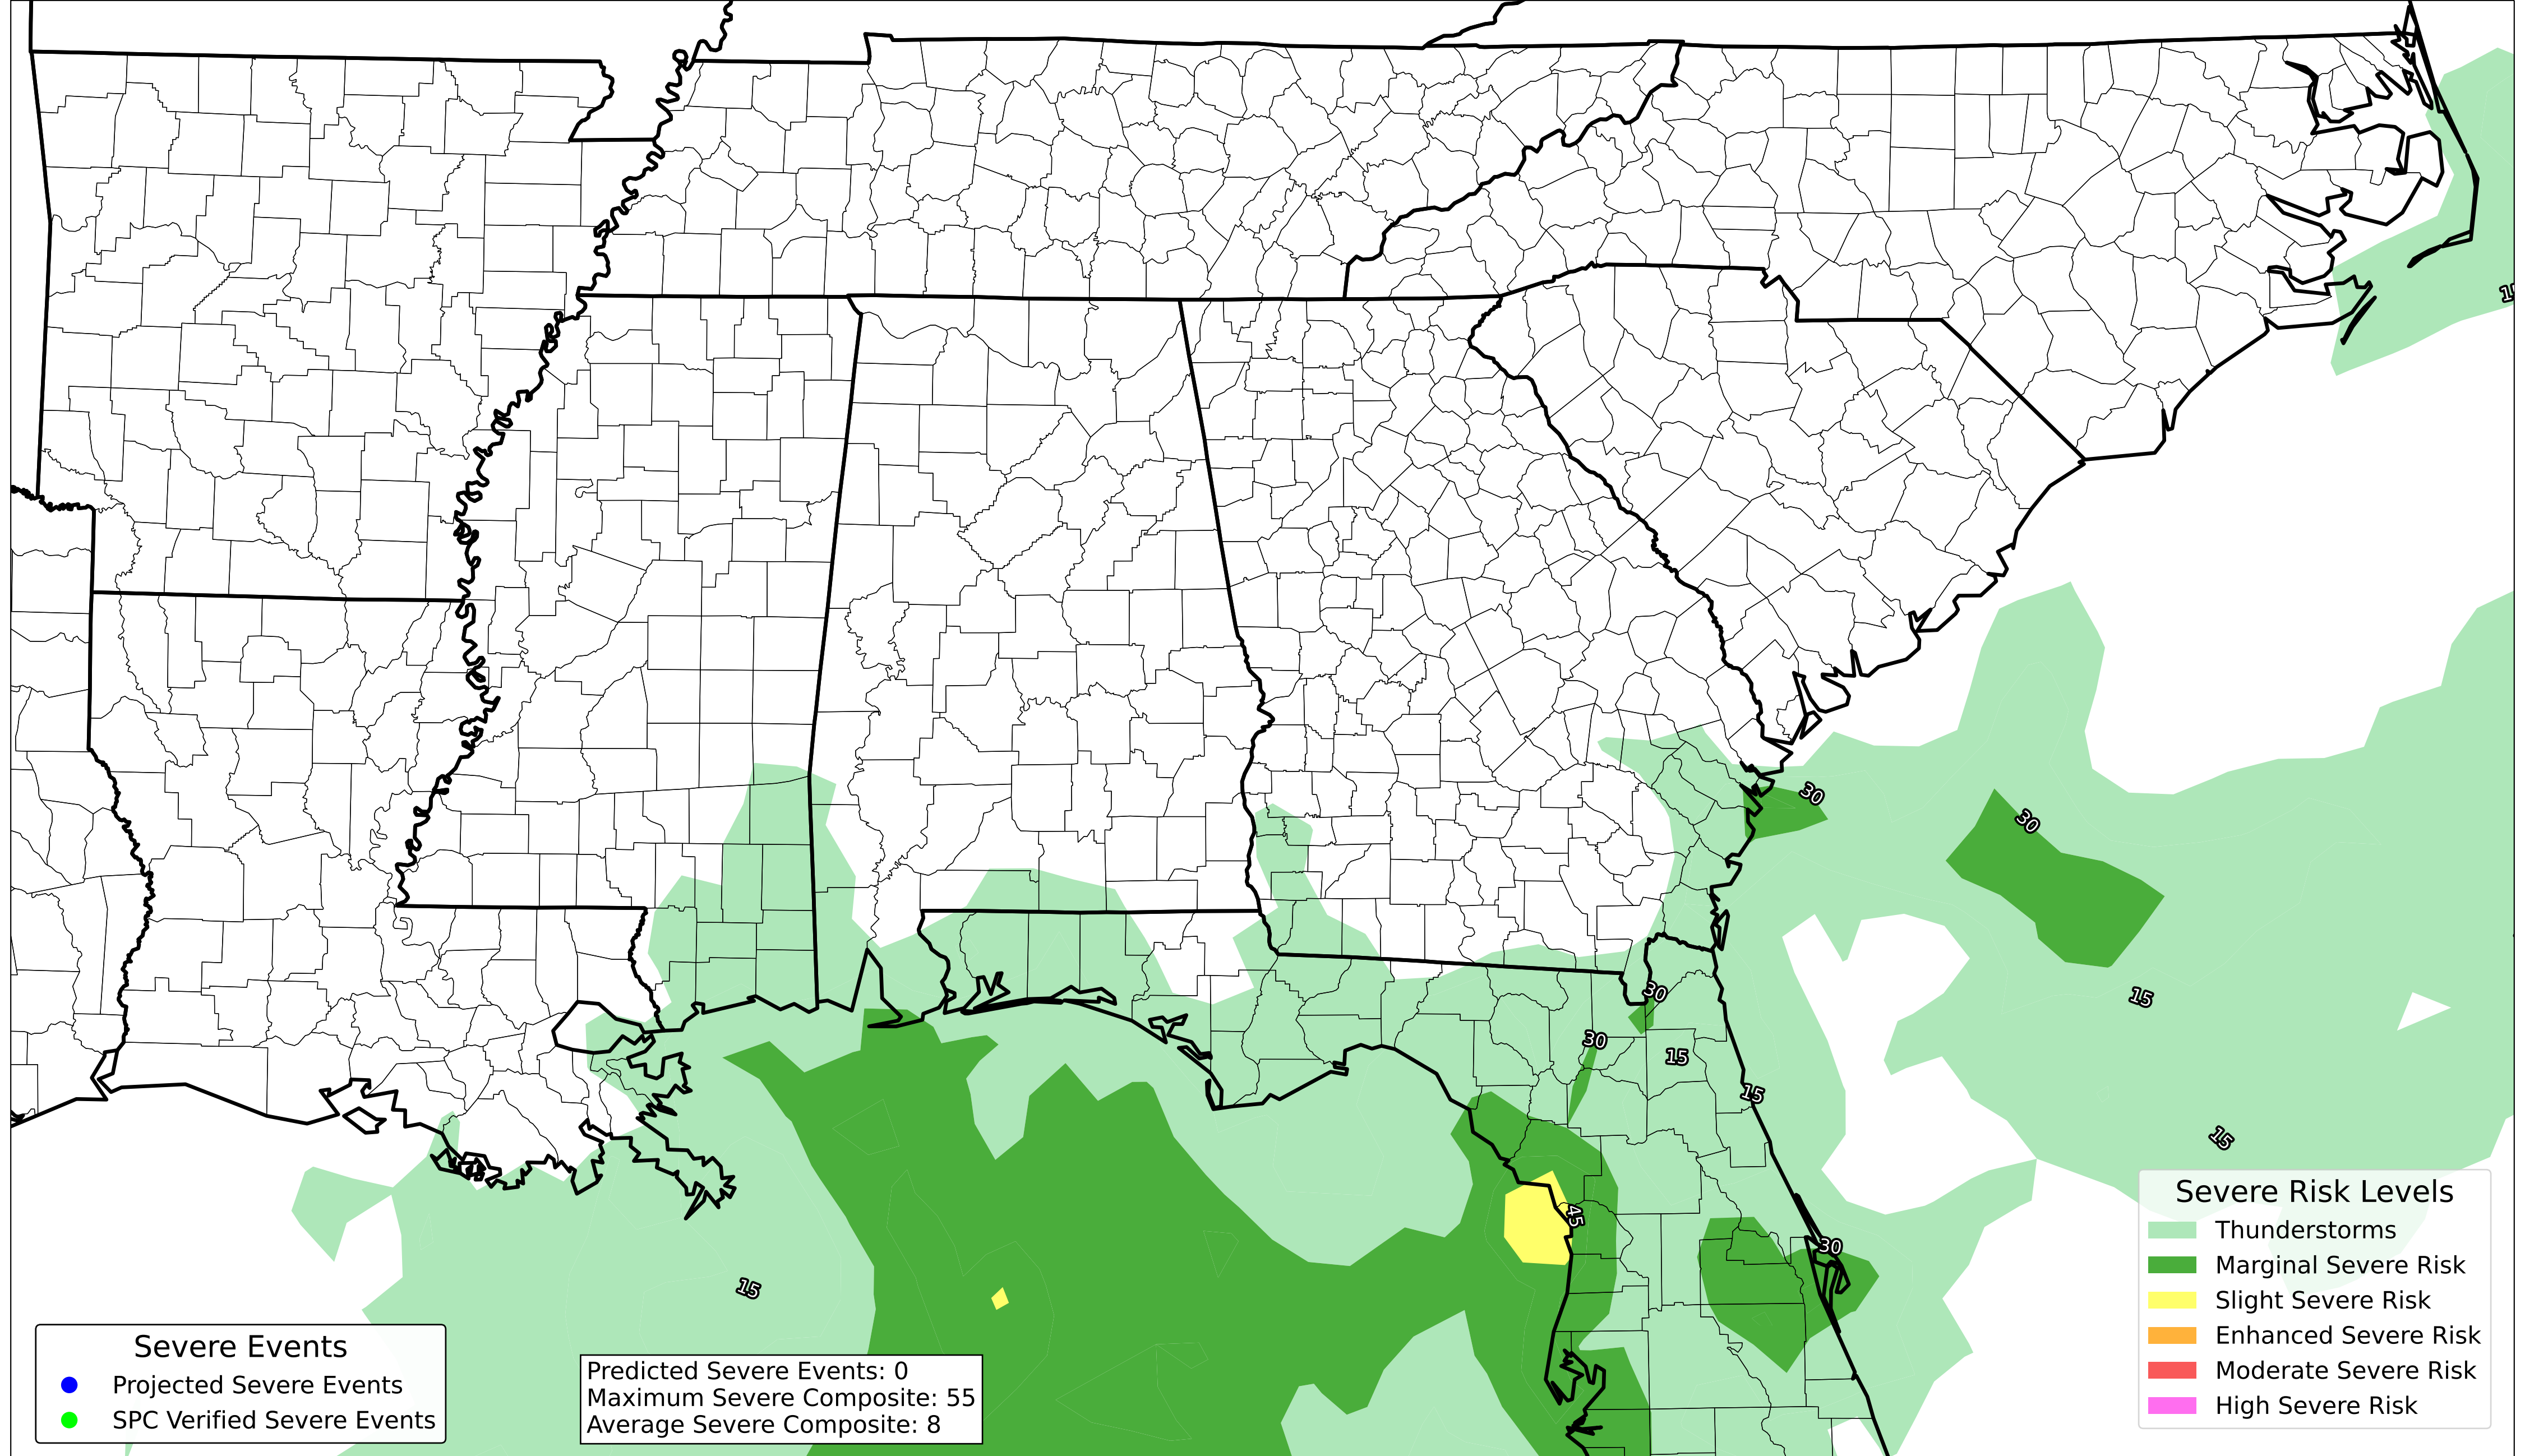 15
30
30
30
30
15
15
15
15
45
30
15
Severe Risk Levels
Thunderstorms
Marginal Severe Risk
Slight Severe Risk
Enhanced Severe Risk
Moderate Severe Risk
High Severe Risk
Severe Events
Projected Severe Events
SPC Verified Severe Events
Predicted Severe Events: 0
Maximum Severe Composite: 55
Average Severe Composite: 8